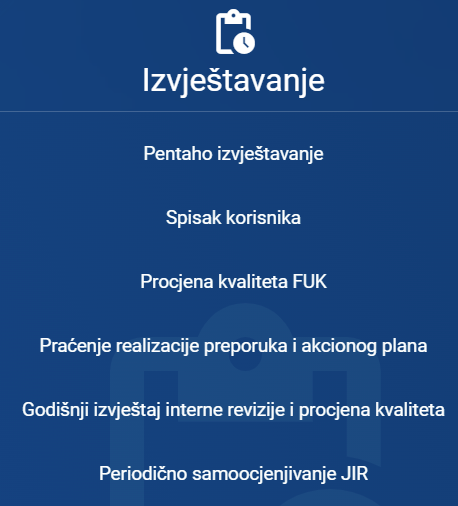 Izvještavanje
Pentaho izvještavanje
Spisak korisnika
Procjena kvaliteta FUK
Praćenje realizacije preporuka i akcionog plana
Godišnji izvještaj interne revizije i procjena kvaliteta
Periodično samoocjenjivanje JIR